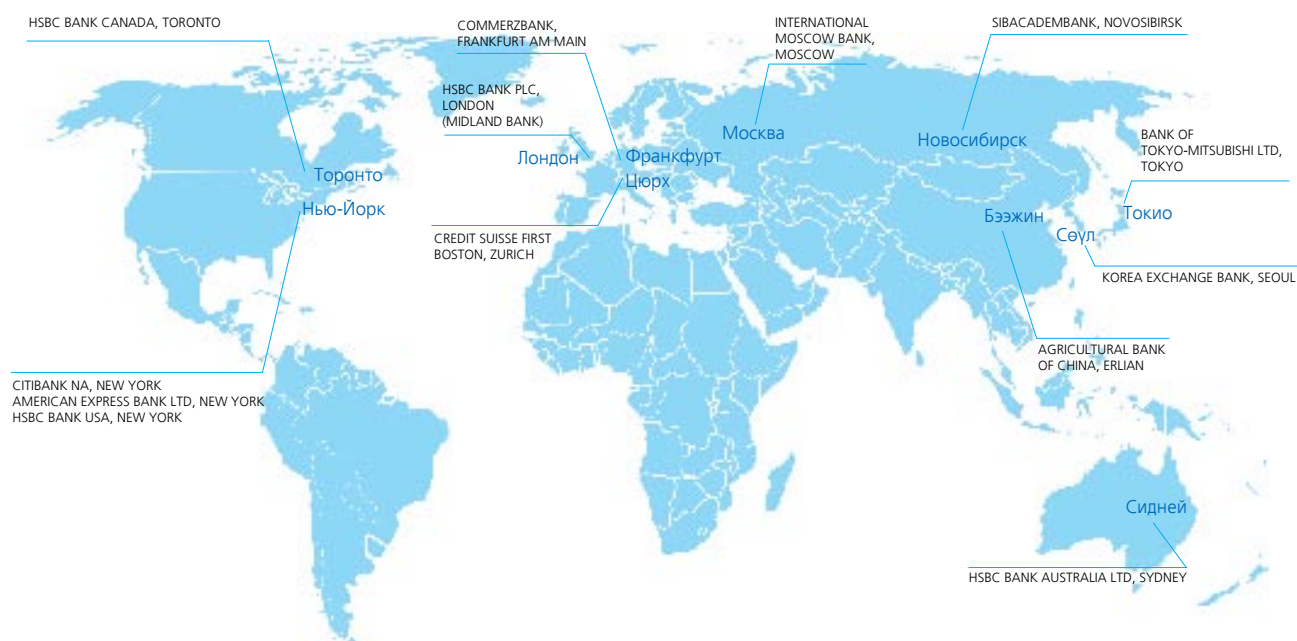 HSBC BANK CANADA, TORONTO
COMMERZBANK,
FRANKFURT AM MAIN
INTERNATIONAL
MOSCOW BANK,
MOSCOW
SIBACADEMBANK, NOVOSIBIRSK
HSBC BANK PLC,
LONDON
(MIDLAND BANK)
Москва
Новосибирск
BANK OF
TOKYO-MITSUBISHI LTD,
TOKYO
Лондон
Франкфурт
Торонто
Цюрх
Нью-Йорк
Бээжин
Токио
Сөүл
CREDIT SUISSE FIRST
BOSTON, ZURICH
KOREA EXCHANGE BANK, SEOUL
AGRICULTURAL BANK
OF CHINA, ERLIAN
CITIBANK NA, NEW YORK
AMERICAN EXPRESS BANK LTD, NEW YORK
HSBC BANK USA, NEW YORK
Сидней
HSBC BANK AUSTRALIA LTD, SYDNEY